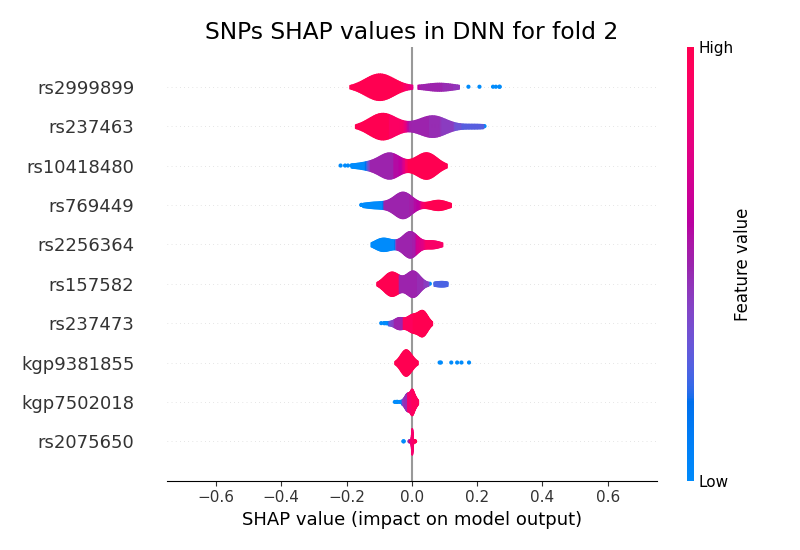 SNPs SHAP values in DNN for fold 2
High
rs2999899
rs237463
rs10418480
rs769449
rs2256364
rs157582
rs237473
kgp9381855
kgp7502018
rs2075650
Feature value
Low
−0.6 −0.4 −0.2 0.0 0.2 0.4 0.6
SHAP value (impact on model output)